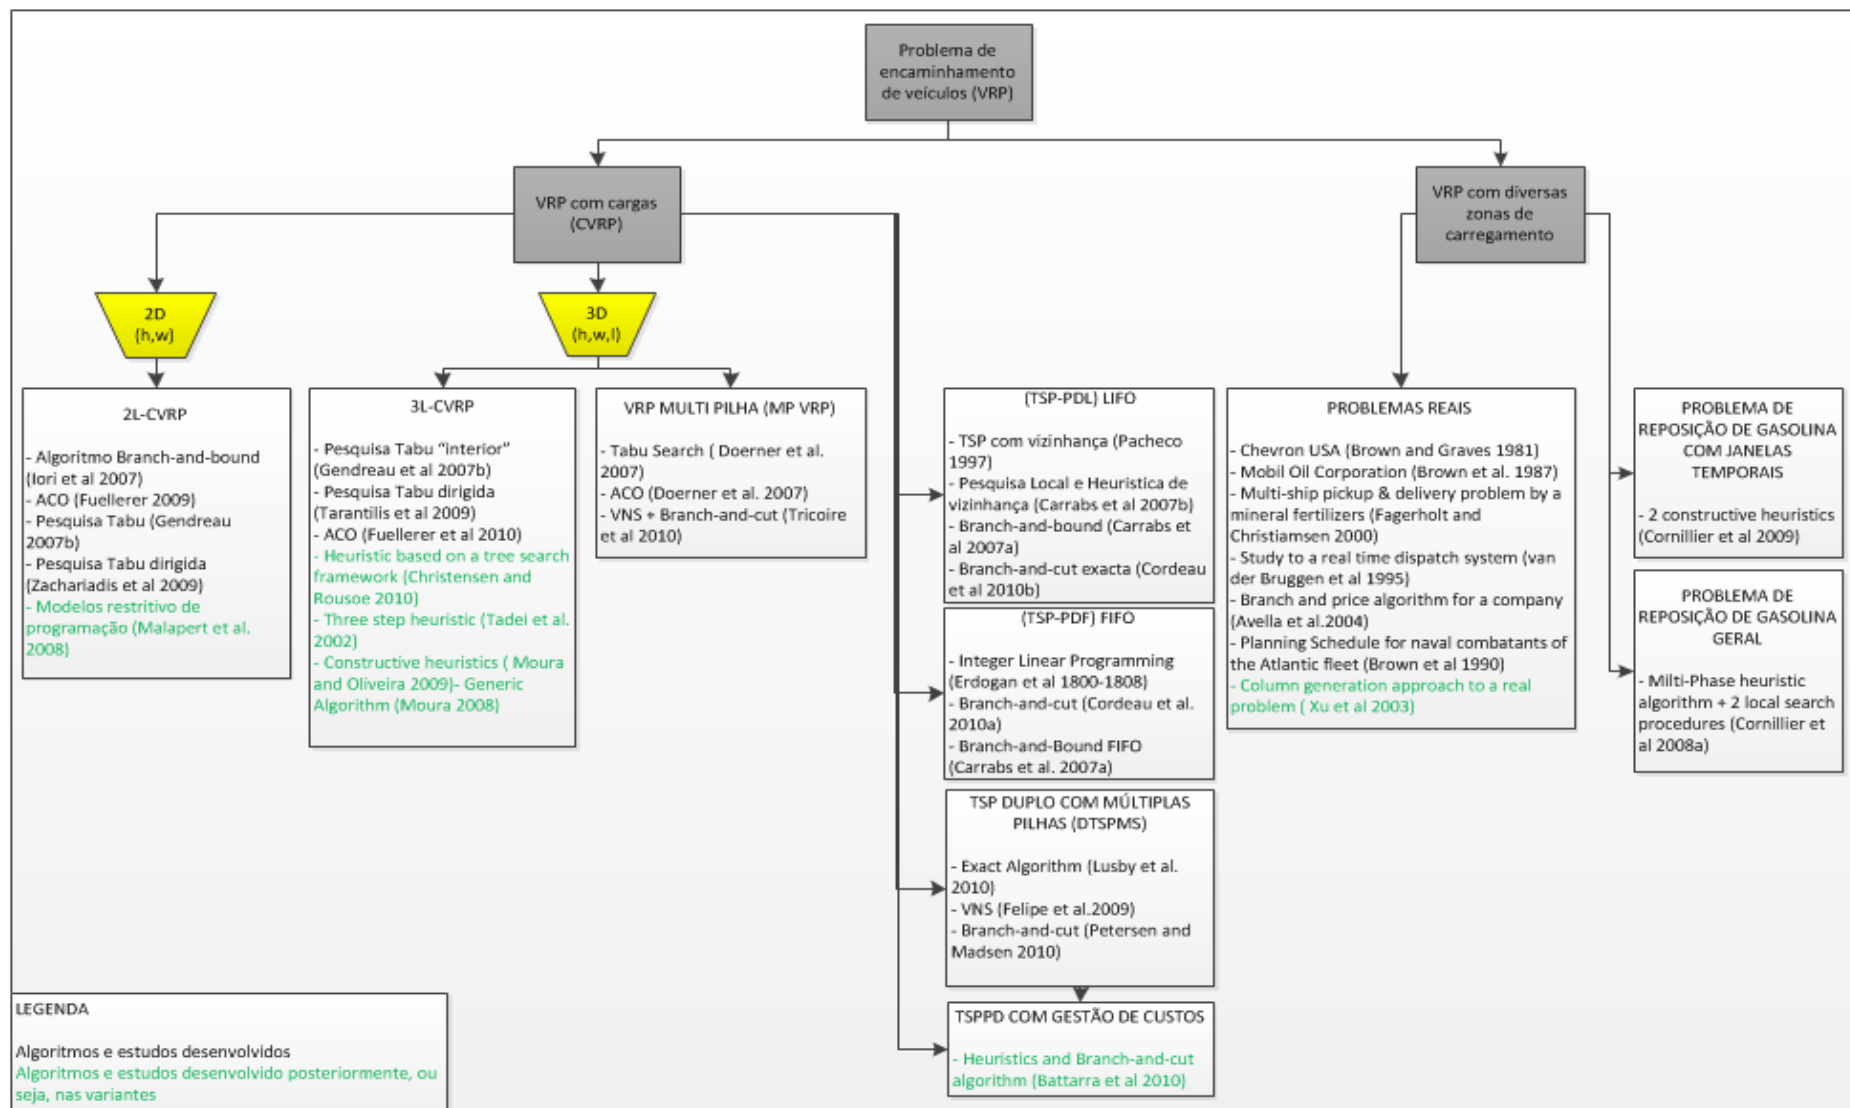 Problema de
encaminhamento
de veículos (VRP)
VRP com cargas
(CVRP)
VRP com diversas
zonas de
carregamento
2D
(h,w)
3D
(h,w,l)
2L-CVRP
- Algoritmo Branch-and-bound
(Iori et al 2007)
- ACO (Fuellerer 2009)
- Pesquisa Tabu (Gendreau
2007b)
- Pesquisa Tabu dirigida
(Zachariadis et al 2009)
- Modelos restritivo de
programação (Malapert et al.
2008)
3L-CVRP
- Pesquisa Tabu “interior”
(Gendreau et al 2007b)
- Pesquisa Tabu dirigida
(Tarantilis et al 2009)
- ACO (Fuellerer et al 2010)
- Heuristic based on a tree search
framework (Christensen and
Rousoe 2010)
- Three step heuristic (Tadei et al.
2002)
- Constructive heuristics ( Moura
and Oliveira 2009)- Generic
Algorithm (Moura 2008)
VRP MULTI PILHA (MP VRP)
- Tabu Search ( Doerner et al.
2007)
- ACO (Doerner et al. 2007)
- VNS + Branch-and-cut (Tricoire
et al 2010)
(TSP-PDL) LIFO
- TSP com vizinhança (Pacheco
1997)
- Pesquisa Local e Heuristica de
vizinhança (Carrabs et al 2007b)
- Branch-and-bound (Carrabs et
al 2007a)
- Branch-and-cut exacta (Cordeau
et al 2010b)
(TSP-PDF) FIFO
- Integer Linear Programming
(Erdogan et al 1800-1808)
- Branch-and-cut (Cordeau et al.
2010a)
- Branch-and-Bound FIFO
(Carrabs et al. 2007a)
TSP DUPLO COM MÚLTIPLAS
PILHAS (DTSPMS)
- Exact Algorithm (Lusby et al.
2010)
- VNS (Felipe et al.2009)
- Branch-and-cut (Petersen and
Madsen 2010)
TSPPD COM GESTÃO DE CUSTOS
- Heuristics and Branch-and-cut
algorithm (Battarra et al 2010)
PROBLEMAS REAIS
- Chevron USA (Brown and Graves 1981)
- Mobil Oil Corporation (Brown et al. 1987)
- Multi-ship pickup & delivery problem by a
mineral fertilizers (Fagerholt and
Christiamsen 2000)
- Study to a real time dispatch system (van
der Bruggen et al 1995)
- Branch and price algorithm for a company
(Avella et al.2004)
- Planning Schedule for naval combatants of
the Atlantic fleet (Brown et al 1990)
- Column generation approach to a real
problem ( Xu et al 2003)
PROBLEMA DE
REPOSIÇÃO DE GASOLINA
COM JANELAS
TEMPORAIS
- 2 constructive heuristics
(Cornillier et al 2009)
PROBLEMA DE
REPOSIÇÃO DE GASOLINA
GERAL
- Milti-Phase heuristic
algorithm + 2 local search
procedures (Cornillier et
al 2008a)
LEGENDA
Algoritmos e estudos desenvolvidos
Algoritmos e estudos desenvolvido posteriormente, ou
seja, nas variantes